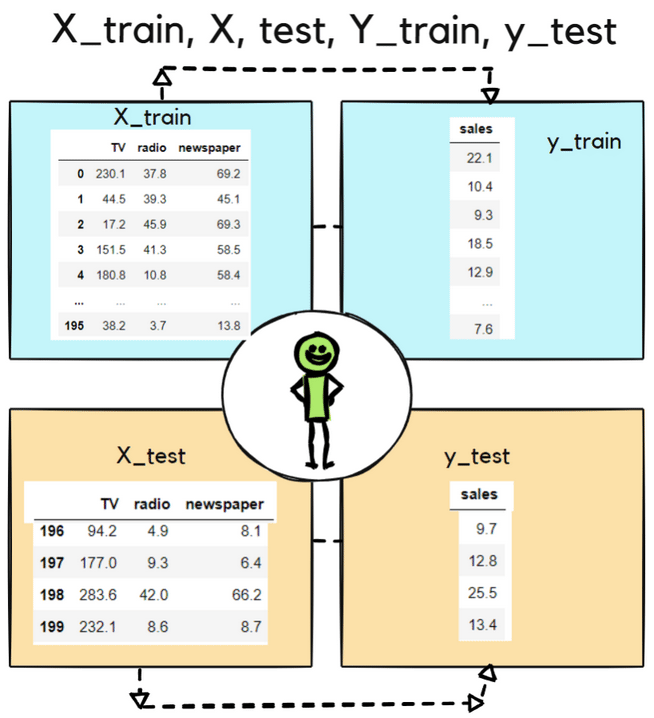 X_train, X, test, Y_train, y_test
X_train
TV radio newspaper
0 230.1 37.8 69.2
1 44.5 39.3 45.1
2 17.2 45.9 69.3
3 151.5 41.3 58.5
4 180.8 10.8 58.4
... ... ... ...
195 38.2 3.7 13.8
sales
22.1
10.4
9.3
18.5
12.9
...
7.6
y_train
X_test
TV radio newspaper
196 94.2 4.9 8.1
197 177.0 9.3 6.4
198 283.6 42.0 66.2
199 232.1 8.6 8.7
y_test
sales
9.7
12.8
25.5
13.4